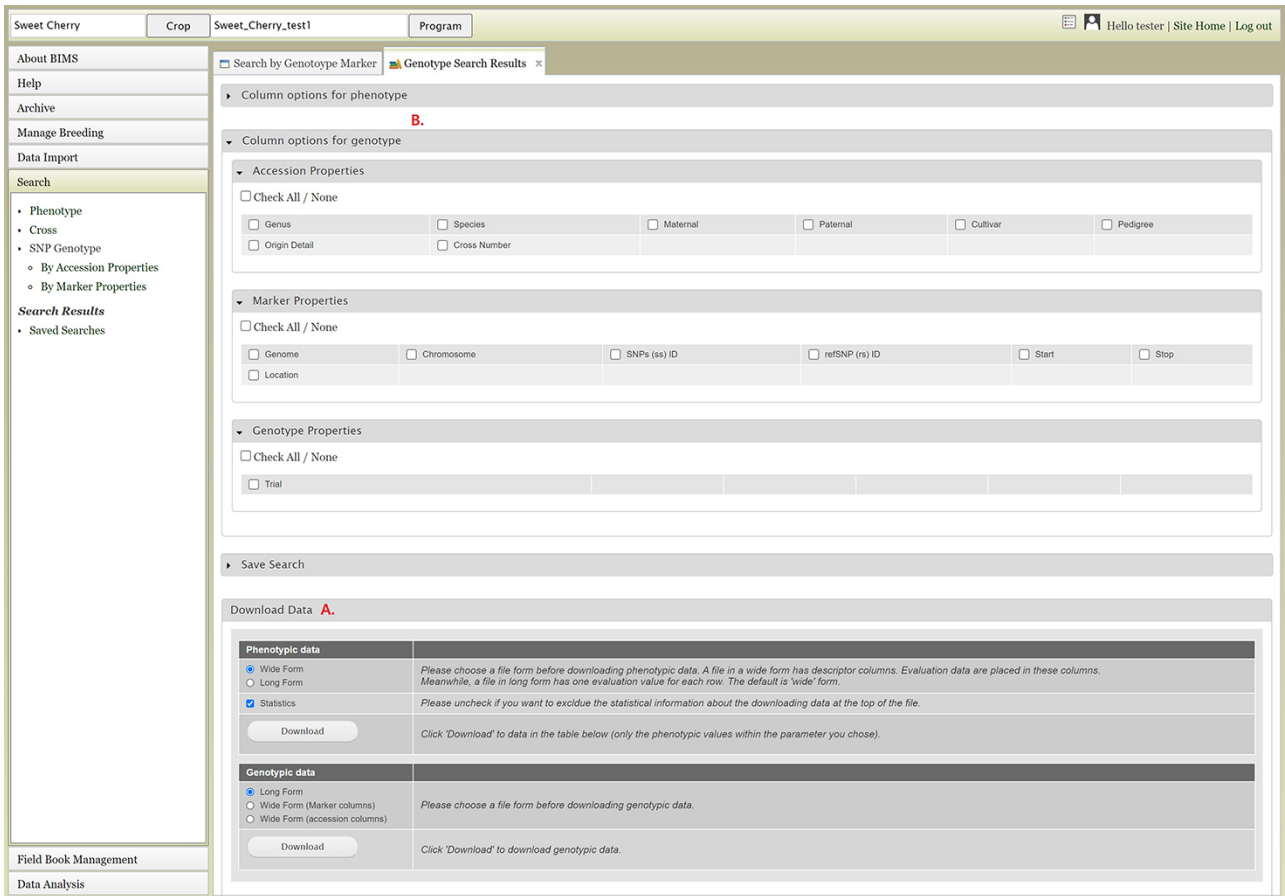 Sweet Cherry Crop Sweet_Cherry_test1 Program Hello tester | Site Home | Log out
About BIMS
Help
Archive
Manage Breeding
Data Import
Search
Phenotype
Cross
SNP Genotype
By Accession Properties
By Marker Properties
Search Results
Saved Searches
Field Book Management
Data Analysis
Search by Genotoype Marker Genotype Search Results ×
Column options for phenotype
B.
Column options for genotype
Accession Properties
Check All / None
Genus Species Maternal Paternal Cultivar Pedigree
Origin Detail Cross Number
Marker Properties
Check All / None
Genome Chromosome SNPs (ss) ID refSNP (rs) ID Start Stop
Location
Genotype Properties
Check All / None
Trial
Save Search
Download Data A.
Phenotypic data
Wide Form
Long Form
Please choose a file form before downloading phenotypic data. A file in a wide form has descriptor columns. Evaluation data are placed in these columns.
Meanwhile, a file in long form has one evaluation value for each row. The default is 'wide' form.
Statistics Please uncheck if you want to excldue the statistical information about the downloading data at the top of the file.
Download Click 'Download' to data in the table below (only the phenotypic values within the parameter you chose).
Genotypic data
Long Form
Wide Form (Marker columns)
Wide Form (accession columns)
Please choose a file form before downloading genotypic data.
Download Click 'Download' to download genotypic data.